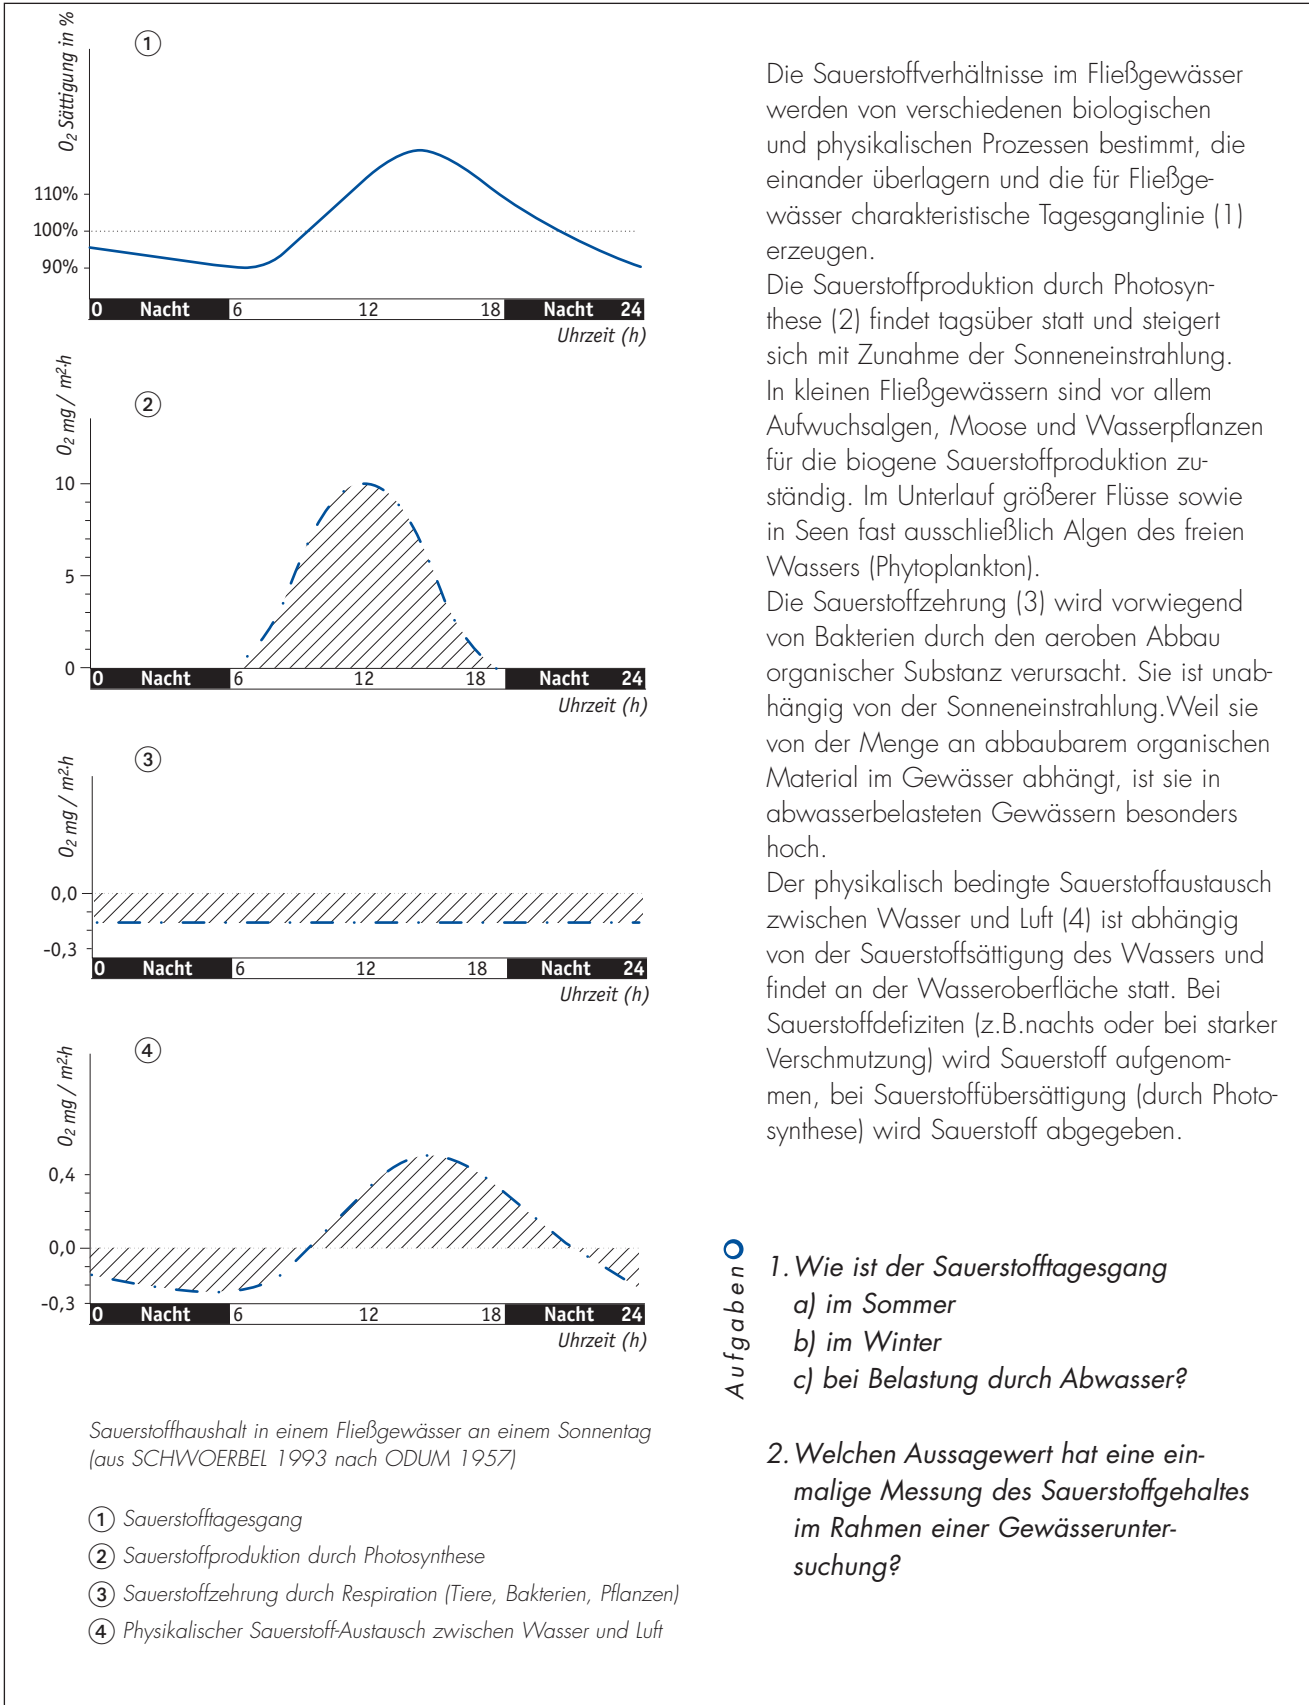 O₂ Sättigung in %
①
110%
100%
90%
0 Nacht 6 12 18 Nacht 24
Uhrzeit (h)
O₂ mg / m²·h
②
10
5
0
0 Nacht 6 12 18 Nacht 24
Uhrzeit (h)
O₂ mg / m²·h
③
0,0
-0,3
0 Nacht 6 12 18 Nacht 24
Uhrzeit (h)
O₂ mg / m²·h
④
0,4
0,0
-0,3
0 Nacht 6 12 18 Nacht 24
Uhrzeit (h)
Sauerstoffhaushalt in einem Fließgewässer an einem Sonnentag
(aus SCHWOERBEL 1993 nach ODUM 1957)
① Sauerstofftagesgang
② Sauerstoffproduktion durch Photosynthese
③ Sauerstoffzehrung durch Respiration (Tiere, Bakterien, Pflanzen)
④ Physikalischer Sauerstoff-Austausch zwischen Wasser und Luft
Die Sauerstoffverhältnisse im Fließgewässer
werden von verschiedenen biologischen
und physikalischen Prozessen bestimmt, die
einander überlagern und die für Fließge-
wässer charakteristische Tagesganglinie (1)
erzeugen.
Die Sauerstoffproduktion durch Photosyn-
these (2) findet tagsüber statt und steigert
sich mit Zunahme der Sonneneinstrahlung.
In kleinen Fließgewässern sind vor allem
Aufwuchsalgen, Moose und Wasserpflanzen
für die biogene Sauerstoffproduktion zu-
ständig. Im Unterlauf größerer Flüsse sowie
in Seen fast ausschließlich Algen des freien
Wassers (Phytoplankton).
Die Sauerstoffzehrung (3) wird vorwiegend
von Bakterien durch den aeroben Abbau
organischer Substanz verursacht. Sie ist unab-
hängig von der Sonneneinstrahlung.Weil sie
von der Menge an abbaubarem organischen
Material im Gewässer abhängt, ist sie in
abwasserbelasteten Gewässern besonders
hoch.
Der physikalisch bedingte Sauerstoffaustausch
zwischen Wasser und Luft (4) ist abhängig
von der Sauerstoffsättigung des Wassers und
findet an der Wasseroberfläche statt. Bei
Sauerstoffdefiziten (z.B.nachts oder bei starker
Verschmutzung) wird Sauerstoff aufgenom-
men, bei Sauerstoffübersättigung (durch Photo-
synthese) wird Sauerstoff abgegeben.
Aufgaben
1. Wie ist der Sauerstofftagesgang
a) im Sommer
b) im Winter
c) bei Belastung durch Abwasser?
2. Welchen Aussagewert hat eine ein-
malige Messung des Sauerstoffgehaltes
im Rahmen einer Gewässerunter-
suchung?